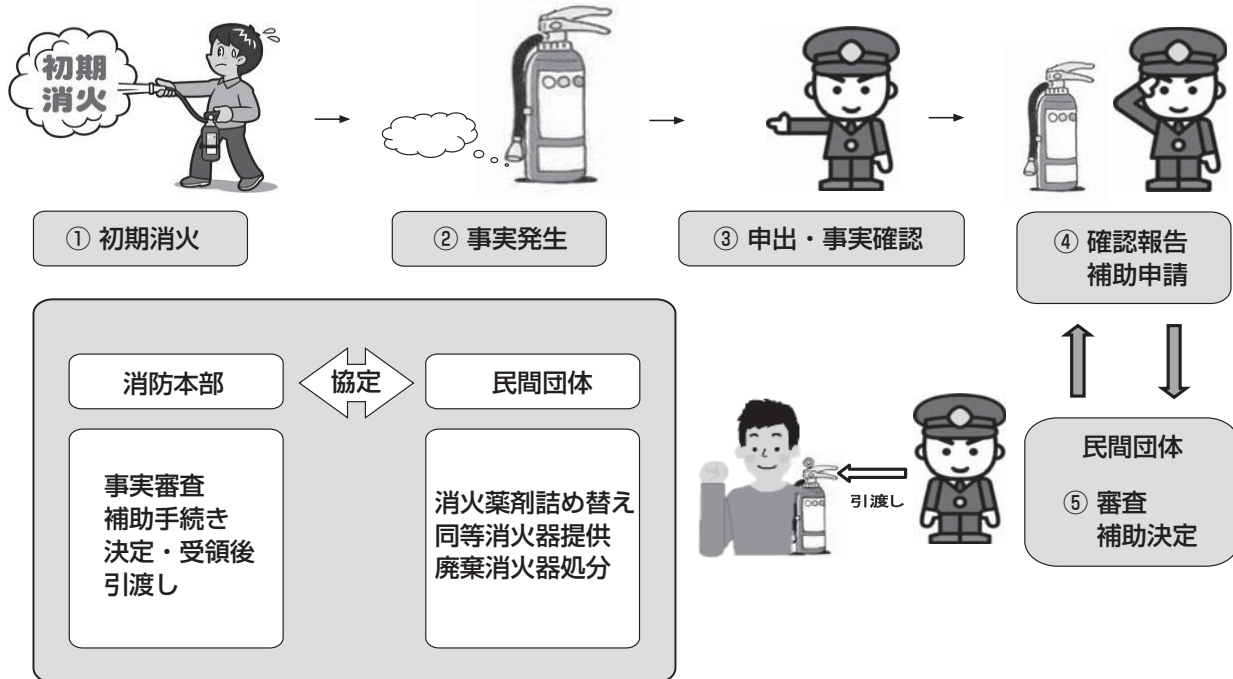 初期
消火
① 初期消火
② 事実発生
③ 申出・事実確認
④ 確認報告
補助申請
消防本部
協定
民間団体
事実審査
補助手続き
決定・受領後
引渡し
消火薬剤詰め替え
同等消火器提供
廃棄消火器処分
引渡し
民間団体
⑤ 審査
補助決定